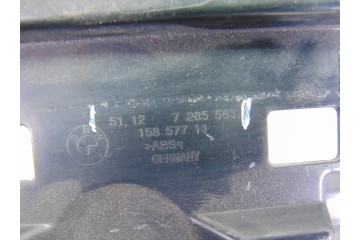 51.12 7 285 563
158 577 11
>ABS<
GERMANY